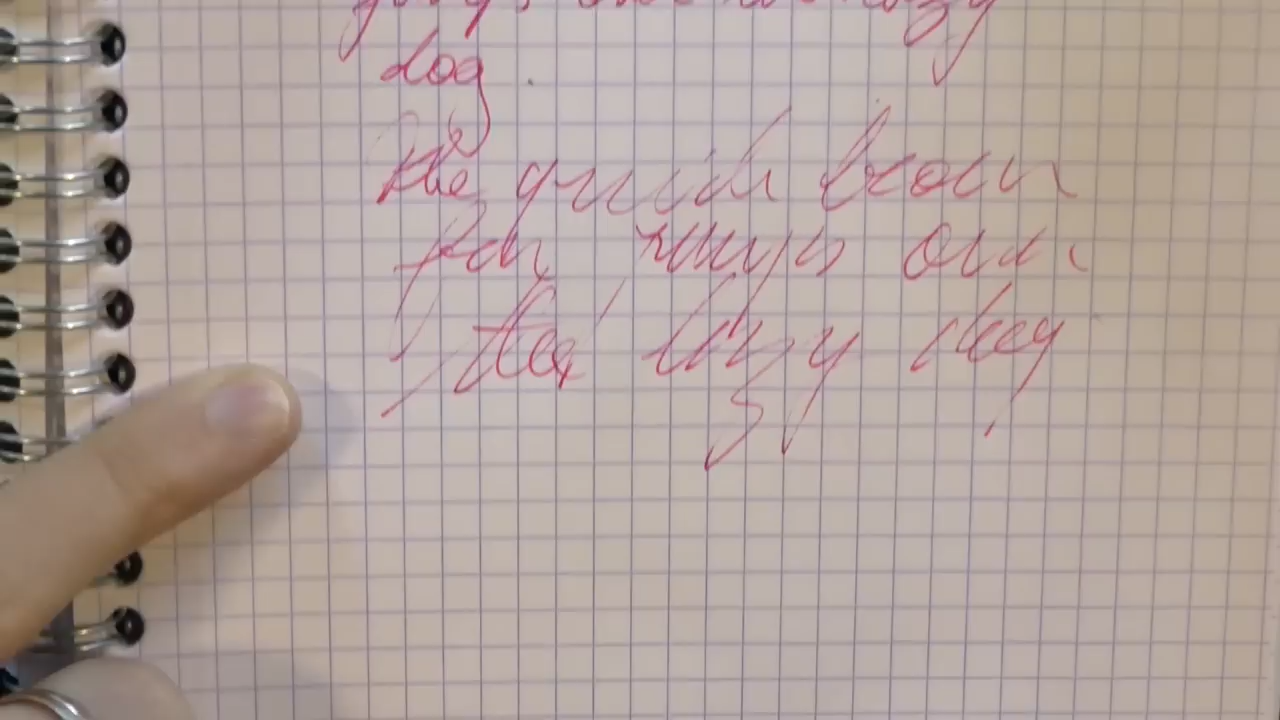 dog.
The quick brown
fox jumps over
the lazy dog